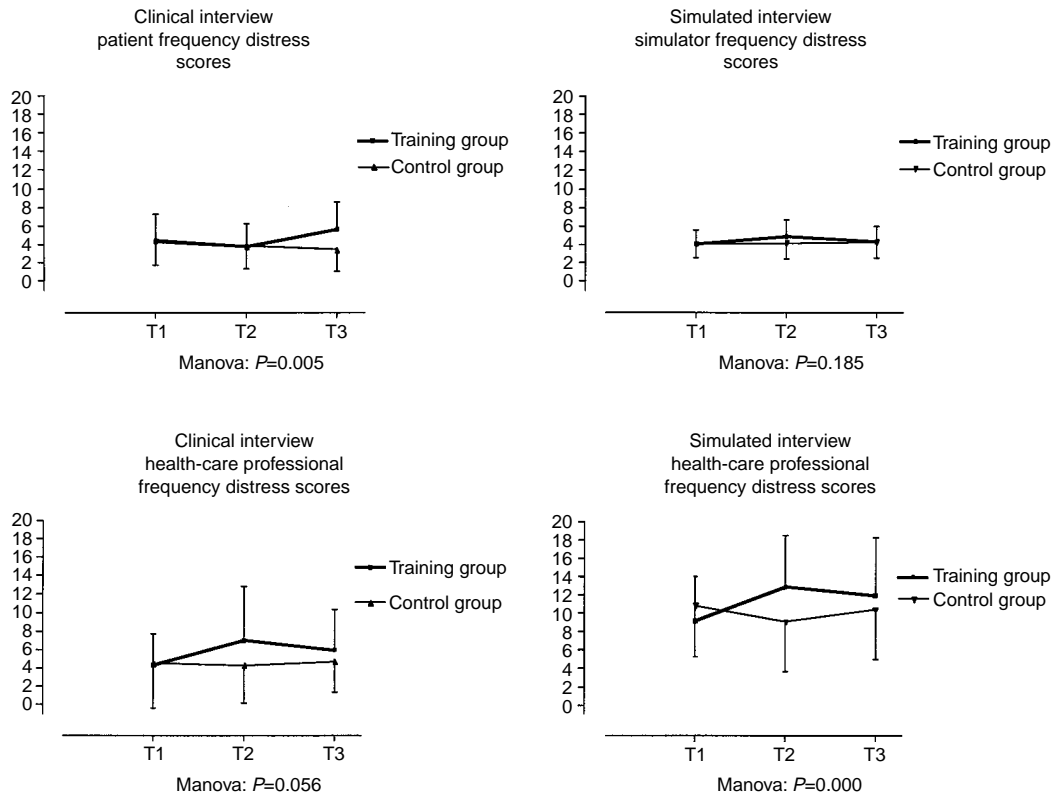 Clinical interview
patient frequency distress
scores
20
18
16
14
12
10
8
6
4
2
0
Training group
Control group
T1 T2 T3
Manova: P=0.005
Simulated interview
simulator frequency distress
scores
20
18
16
14
12
10
8
6
4
2
0
Training group
Control group
T1 T2 T3
Manova: P=0.185
Clinical interview
health-care professional
frequency distress scores
20
18
16
14
12
10
8
6
4
2
0
Training group
Control group
T1 T2 T3
Manova: P=0.056
Simulated interview
health-care professional
frequency distress scores
20
18
16
14
12
10
8
6
4
2
0
Training group
Control group
T1 T2 T3
Manova: P=0.000